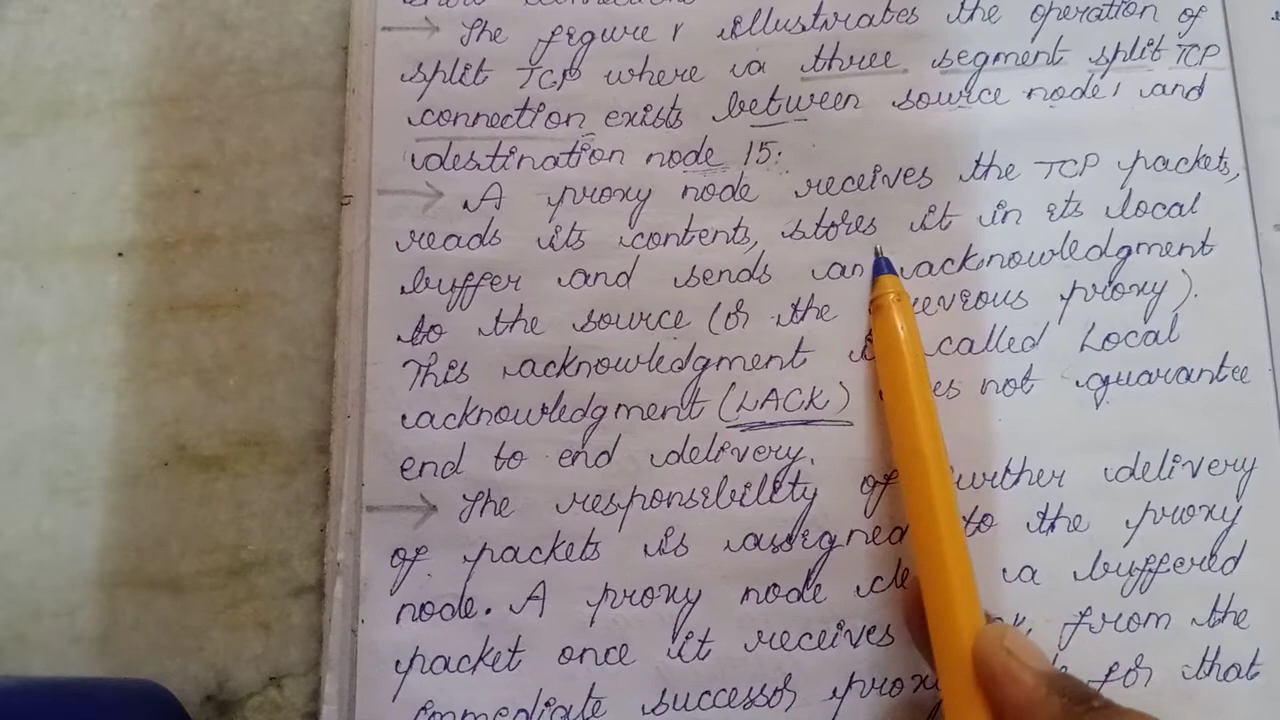 → The figure 1 illustrates the operation of
split TCP where a three segment split TCP
connection exists between source node 1 and
destination node 15:
→ A proxy node receives the TCP packets,
reads its contents, stores it in its local
buffer and sends an acknowledgment
to the source (or the preveous proxy).
This acknowledgment called Local
acknowledgment (LACK) not guarantee
end to end delivery.
→ The responsibility of further delivery
of packets is assigned to the proxy
node. A proxy node a buffered
packet once it receives from the
immediate successor proxy for that